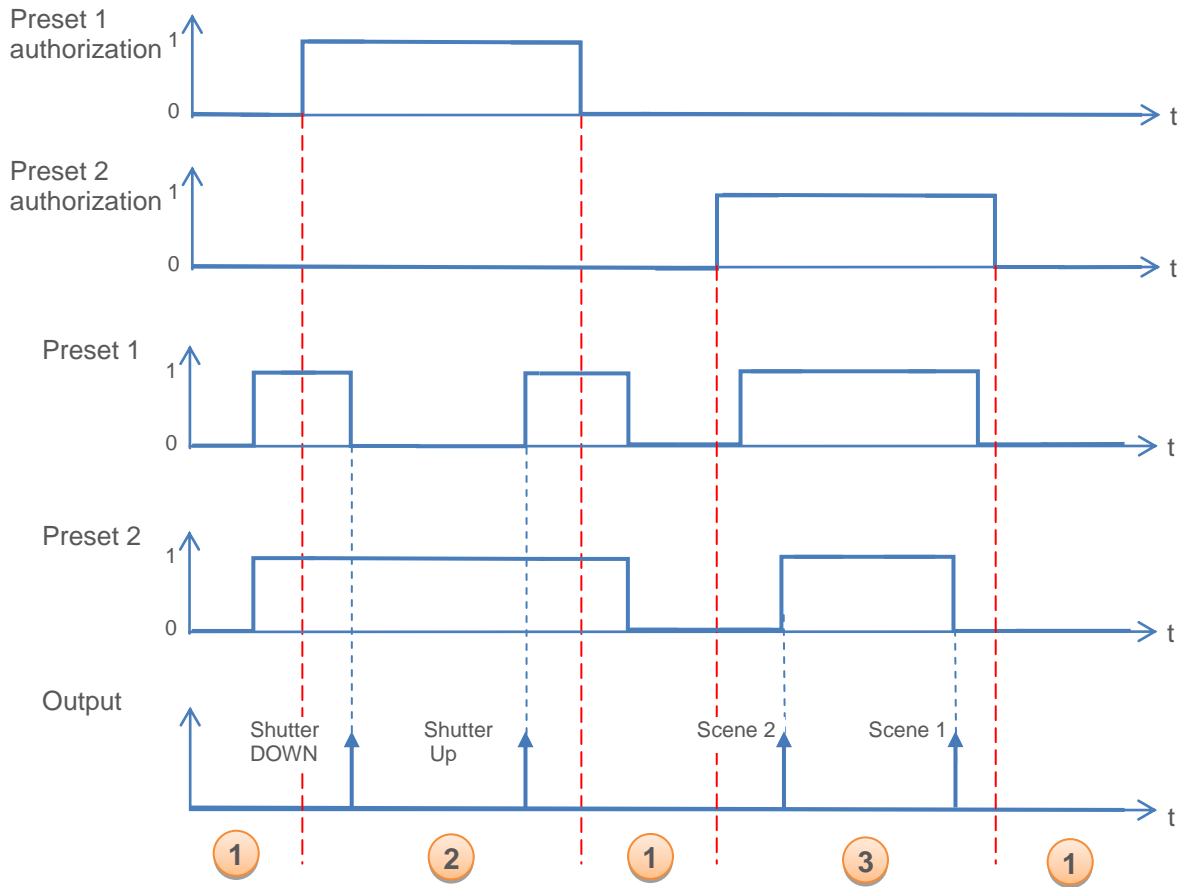 Preset 1
authorization
1
0
t
Preset 2
authorization
1
0
t
Preset 1
1
0
t
Preset 2
1
0
t
Output
Shutter
DOWN
Shutter
Up
Scene 2
Scene 1
t
1
2
1
3
1